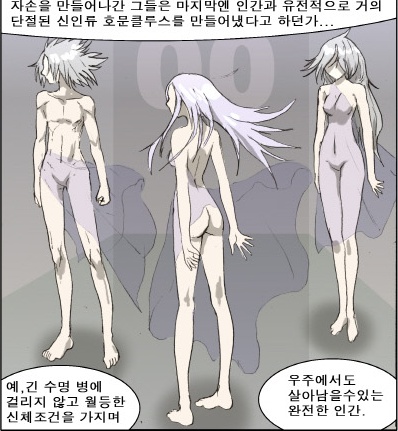 자손을 만들어나간 그들은 마지막엔 인간과 유전적으로 거의
단절된 신인류 호문클루스를 만들어냈다고 하던가...
00
예,긴 수명 병에
걸리지 않고 월등한
신체조건을 가지며
우주에서도
살아남을수있는
완전한 인간.